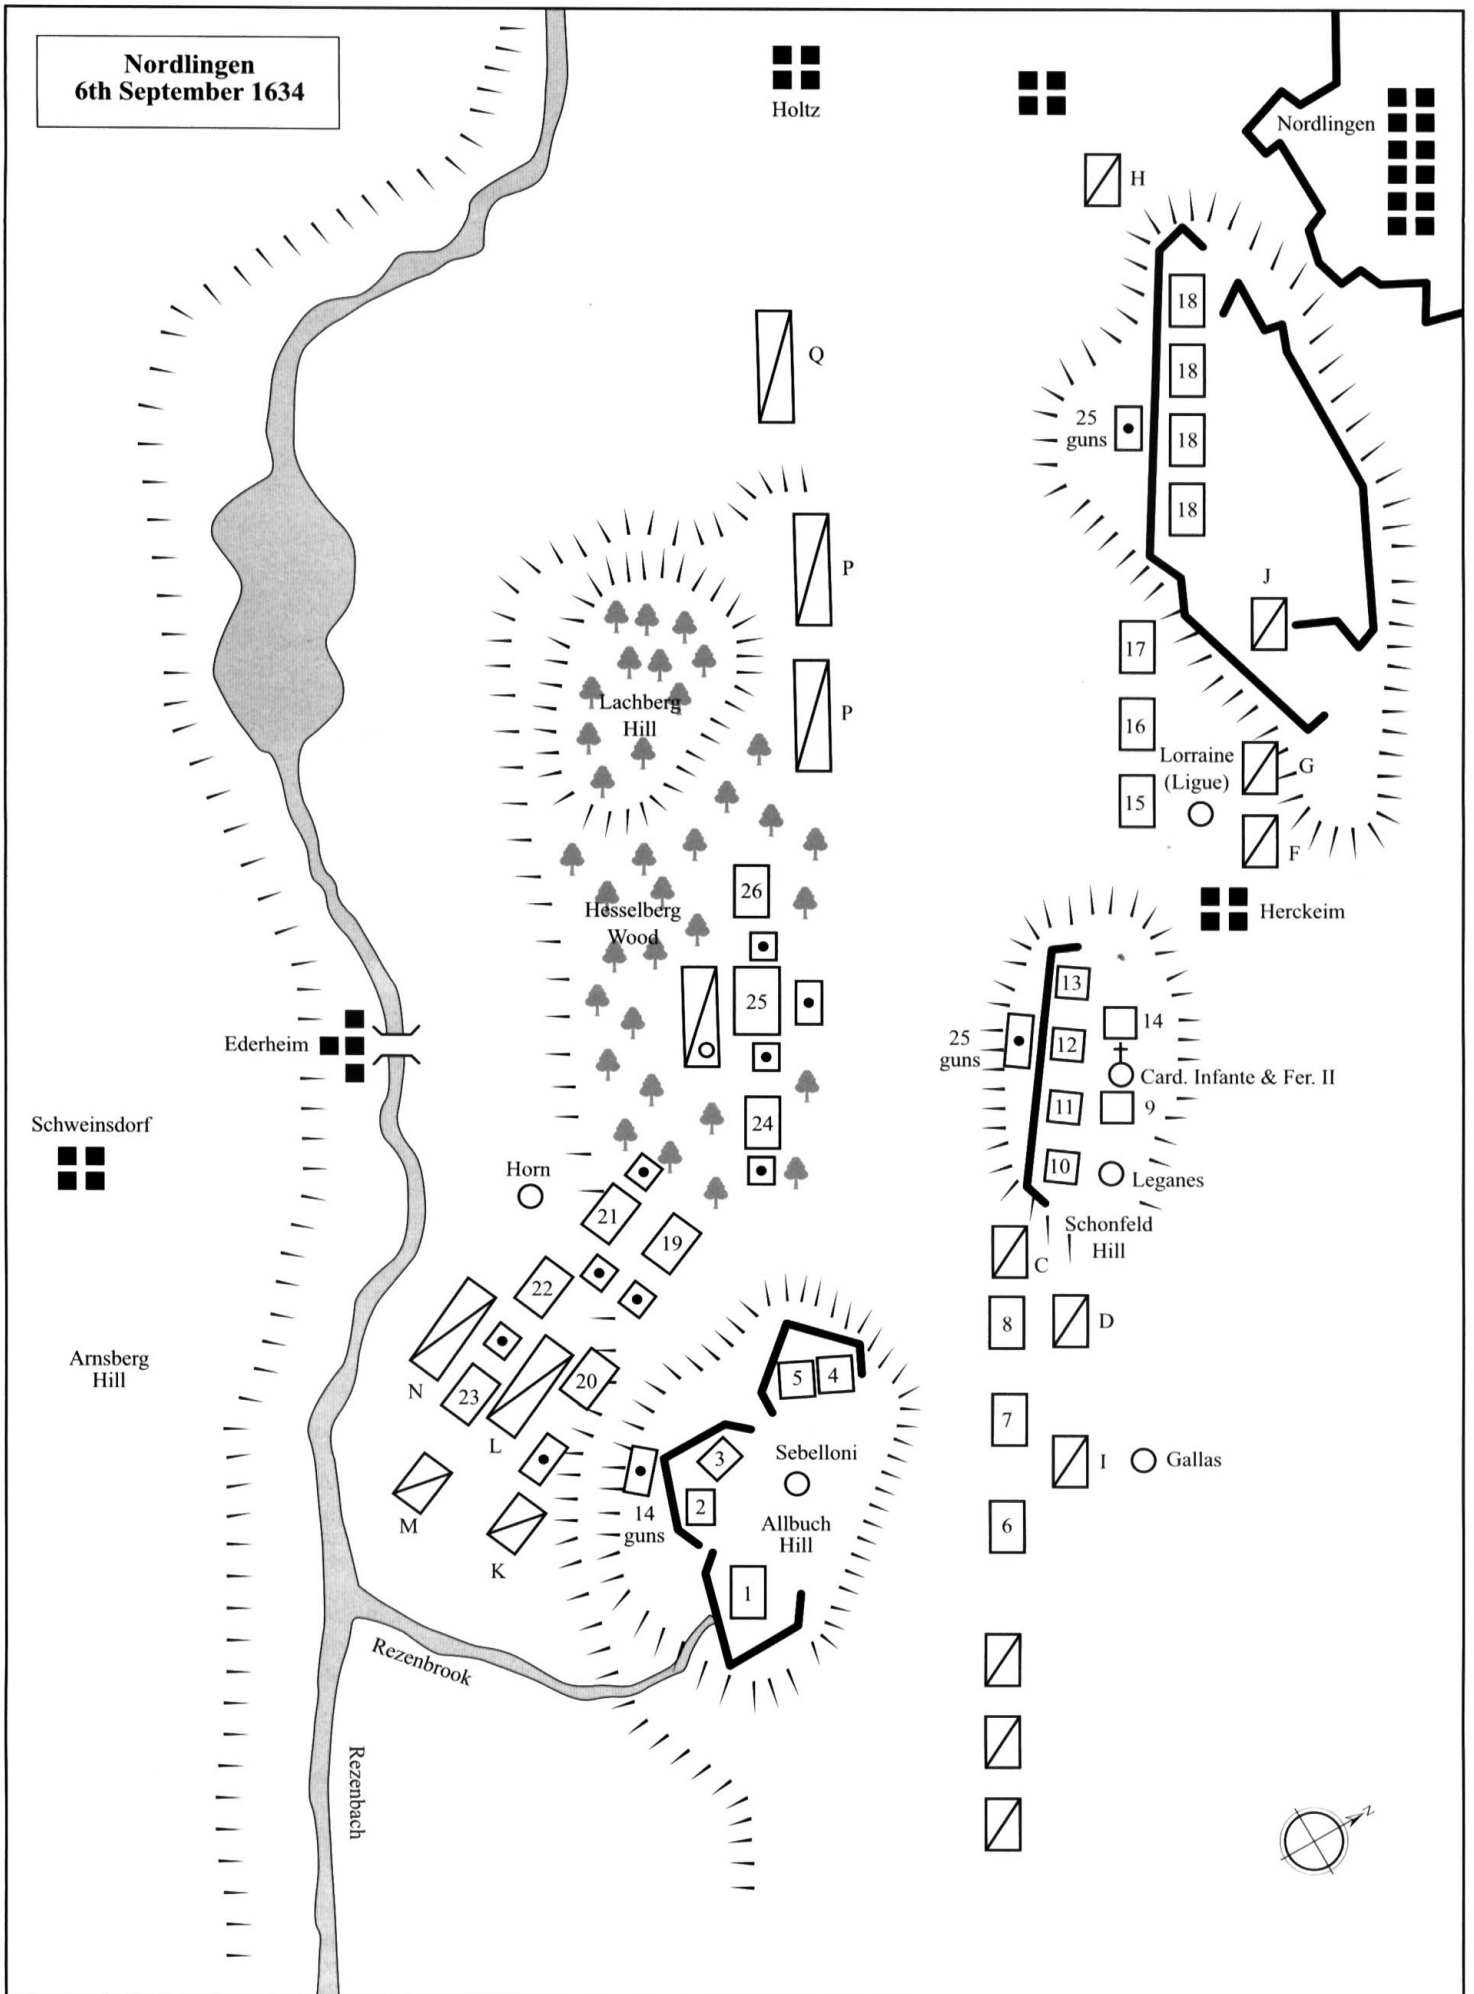 Nordlingen
6th September 1634
Holtz
Nordlingen
H
18
Q
18
25
guns
18
18
P
J
17
P
Lachberg
Hill
16
Lorraine
(Ligue)
G
15
F
26
Hesselberg
Wood
Herckeim
13
25
14
Ederheim
25
guns
12
Card. Infante & Fer. II
11
9
24
Schweinsdorf
10
Leganes
Horn
21
19
Schonfeld
Hill
C
22
8
D
Arnsberg
Hill
5
4
N
23
20
7
L
3
Sebelloni
I
Gallas
M
14
guns
2
Allbuch
Hill
6
K
1
Rezenbrook
Rezenbach
N